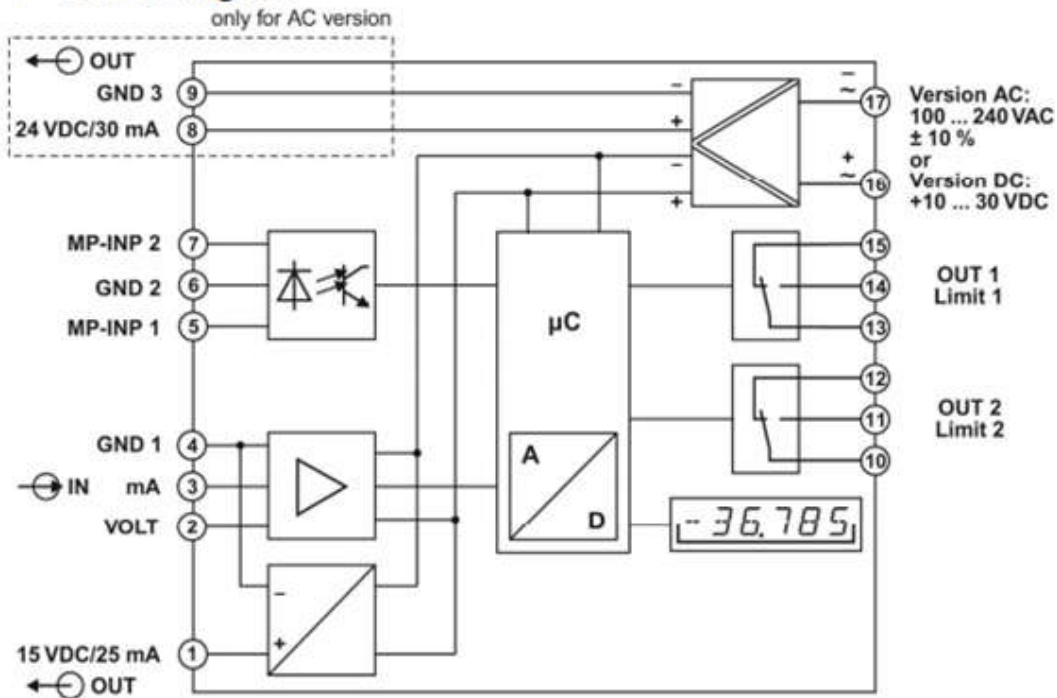 only for AC version
OUT
GND 3 9
24 VDC/30 mA 8
MP-INP 2 7
GND 2 6
MP-INP 1 5
GND 1 4
IN mA 3
VOLT 2
15 VDC/25 mA 1
OUT
− + − +
µC
A
D
- 36.785
− +
− ~ 17
+ ~ 16
Version AC:
100 ... 240 VAC
± 10 %
or
Version DC:
+10 ... 30 VDC
15
14
13
OUT 1
Limit 1
12
11
10
OUT 2
Limit 2